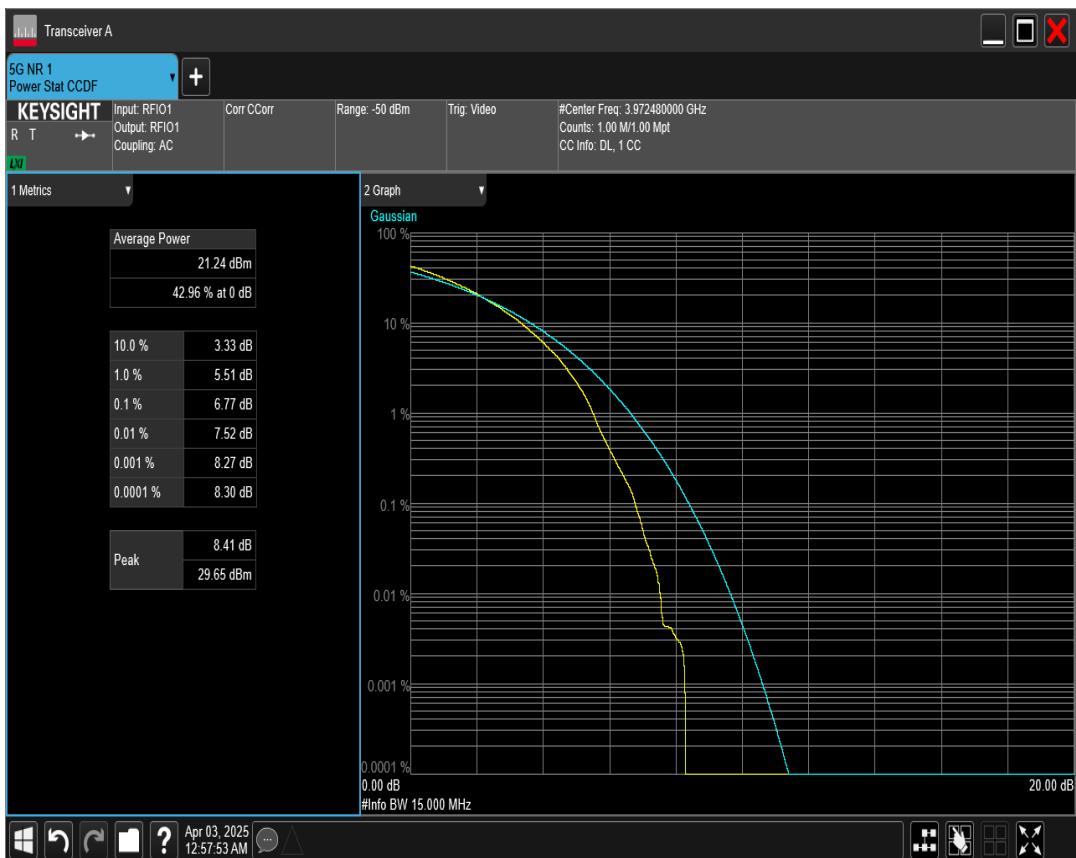 Transceiver A
5G NR 1
Power Stat CCDF
+
KEYSIGHT
R T
LXI
Input: RFIO1
Output: RFIO1
Coupling: AC
Corr CCorr
Range: -50 dBm
Trig: Video
#Center Freq: 3.972480000 GHz
Counts: 1.00 M/1.00 Mpt
CC Info: DL, 1 CC
1 Metrics
Average Power
21.24 dBm
42.96 % at 0 dB
10.0 % 3.33 dB
1.0 % 5.51 dB
0.1 % 6.77 dB
0.01 % 7.52 dB
0.001 % 8.27 dB
0.0001 % 8.30 dB
Peak 8.41 dB
29.65 dBm
2 Graph
Gaussian
100 %
10 %
1 %
0.1 %
0.01 %
0.001 %
0.0001 %
0.00 dB 20.00 dB
#Info BW 15.000 MHz
?
Apr 03, 2025
12:57:53 AM